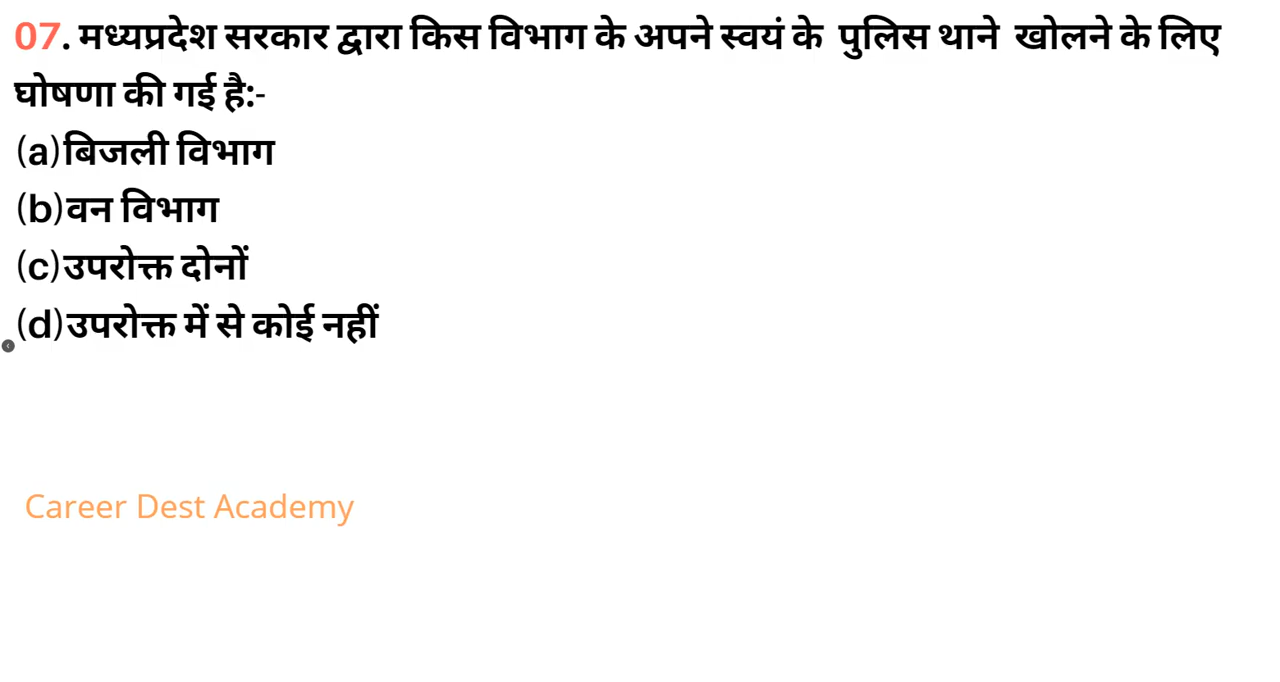 07. मध्यप्रदेश सरकार द्वारा किस विभाग के अपने स्वयं के पुलिस थाने खोलने के लिए
घोषणा की गई है:-
(a)बिजली विभाग
(b)वन विभाग
(c)उपरोक्त दोनों
(d)उपरोक्त में से कोई नहीं
Career Dest Academy